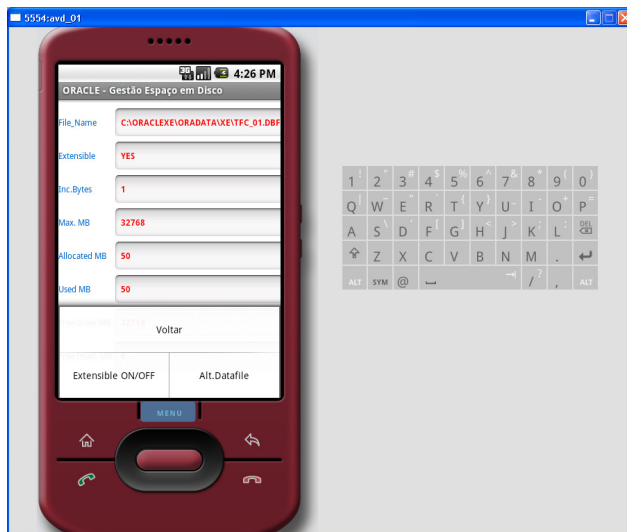 5554:avd_01
3G 4:26 PM
ORACLE - Gestão Espaço em Disco
File_Name C:\ORACLEXE\ORADATA\XE\TFC_01.DBF
Extensible YES
Inc.Bytes 1
Max. MB 32768
Allocated MB 50
Used MB 50
Voltar
Extensible ON/OFF Alt.Datafile
MENU
1 ! 2 " 3 # 4 $ 5 % 6 ^ 7 & 8 * 9 ( 0 )
Q W E R T Y U I O P
A S D F G H J K L DEL
Z X C V B N M .
ALT SYM @ / ? , ALT